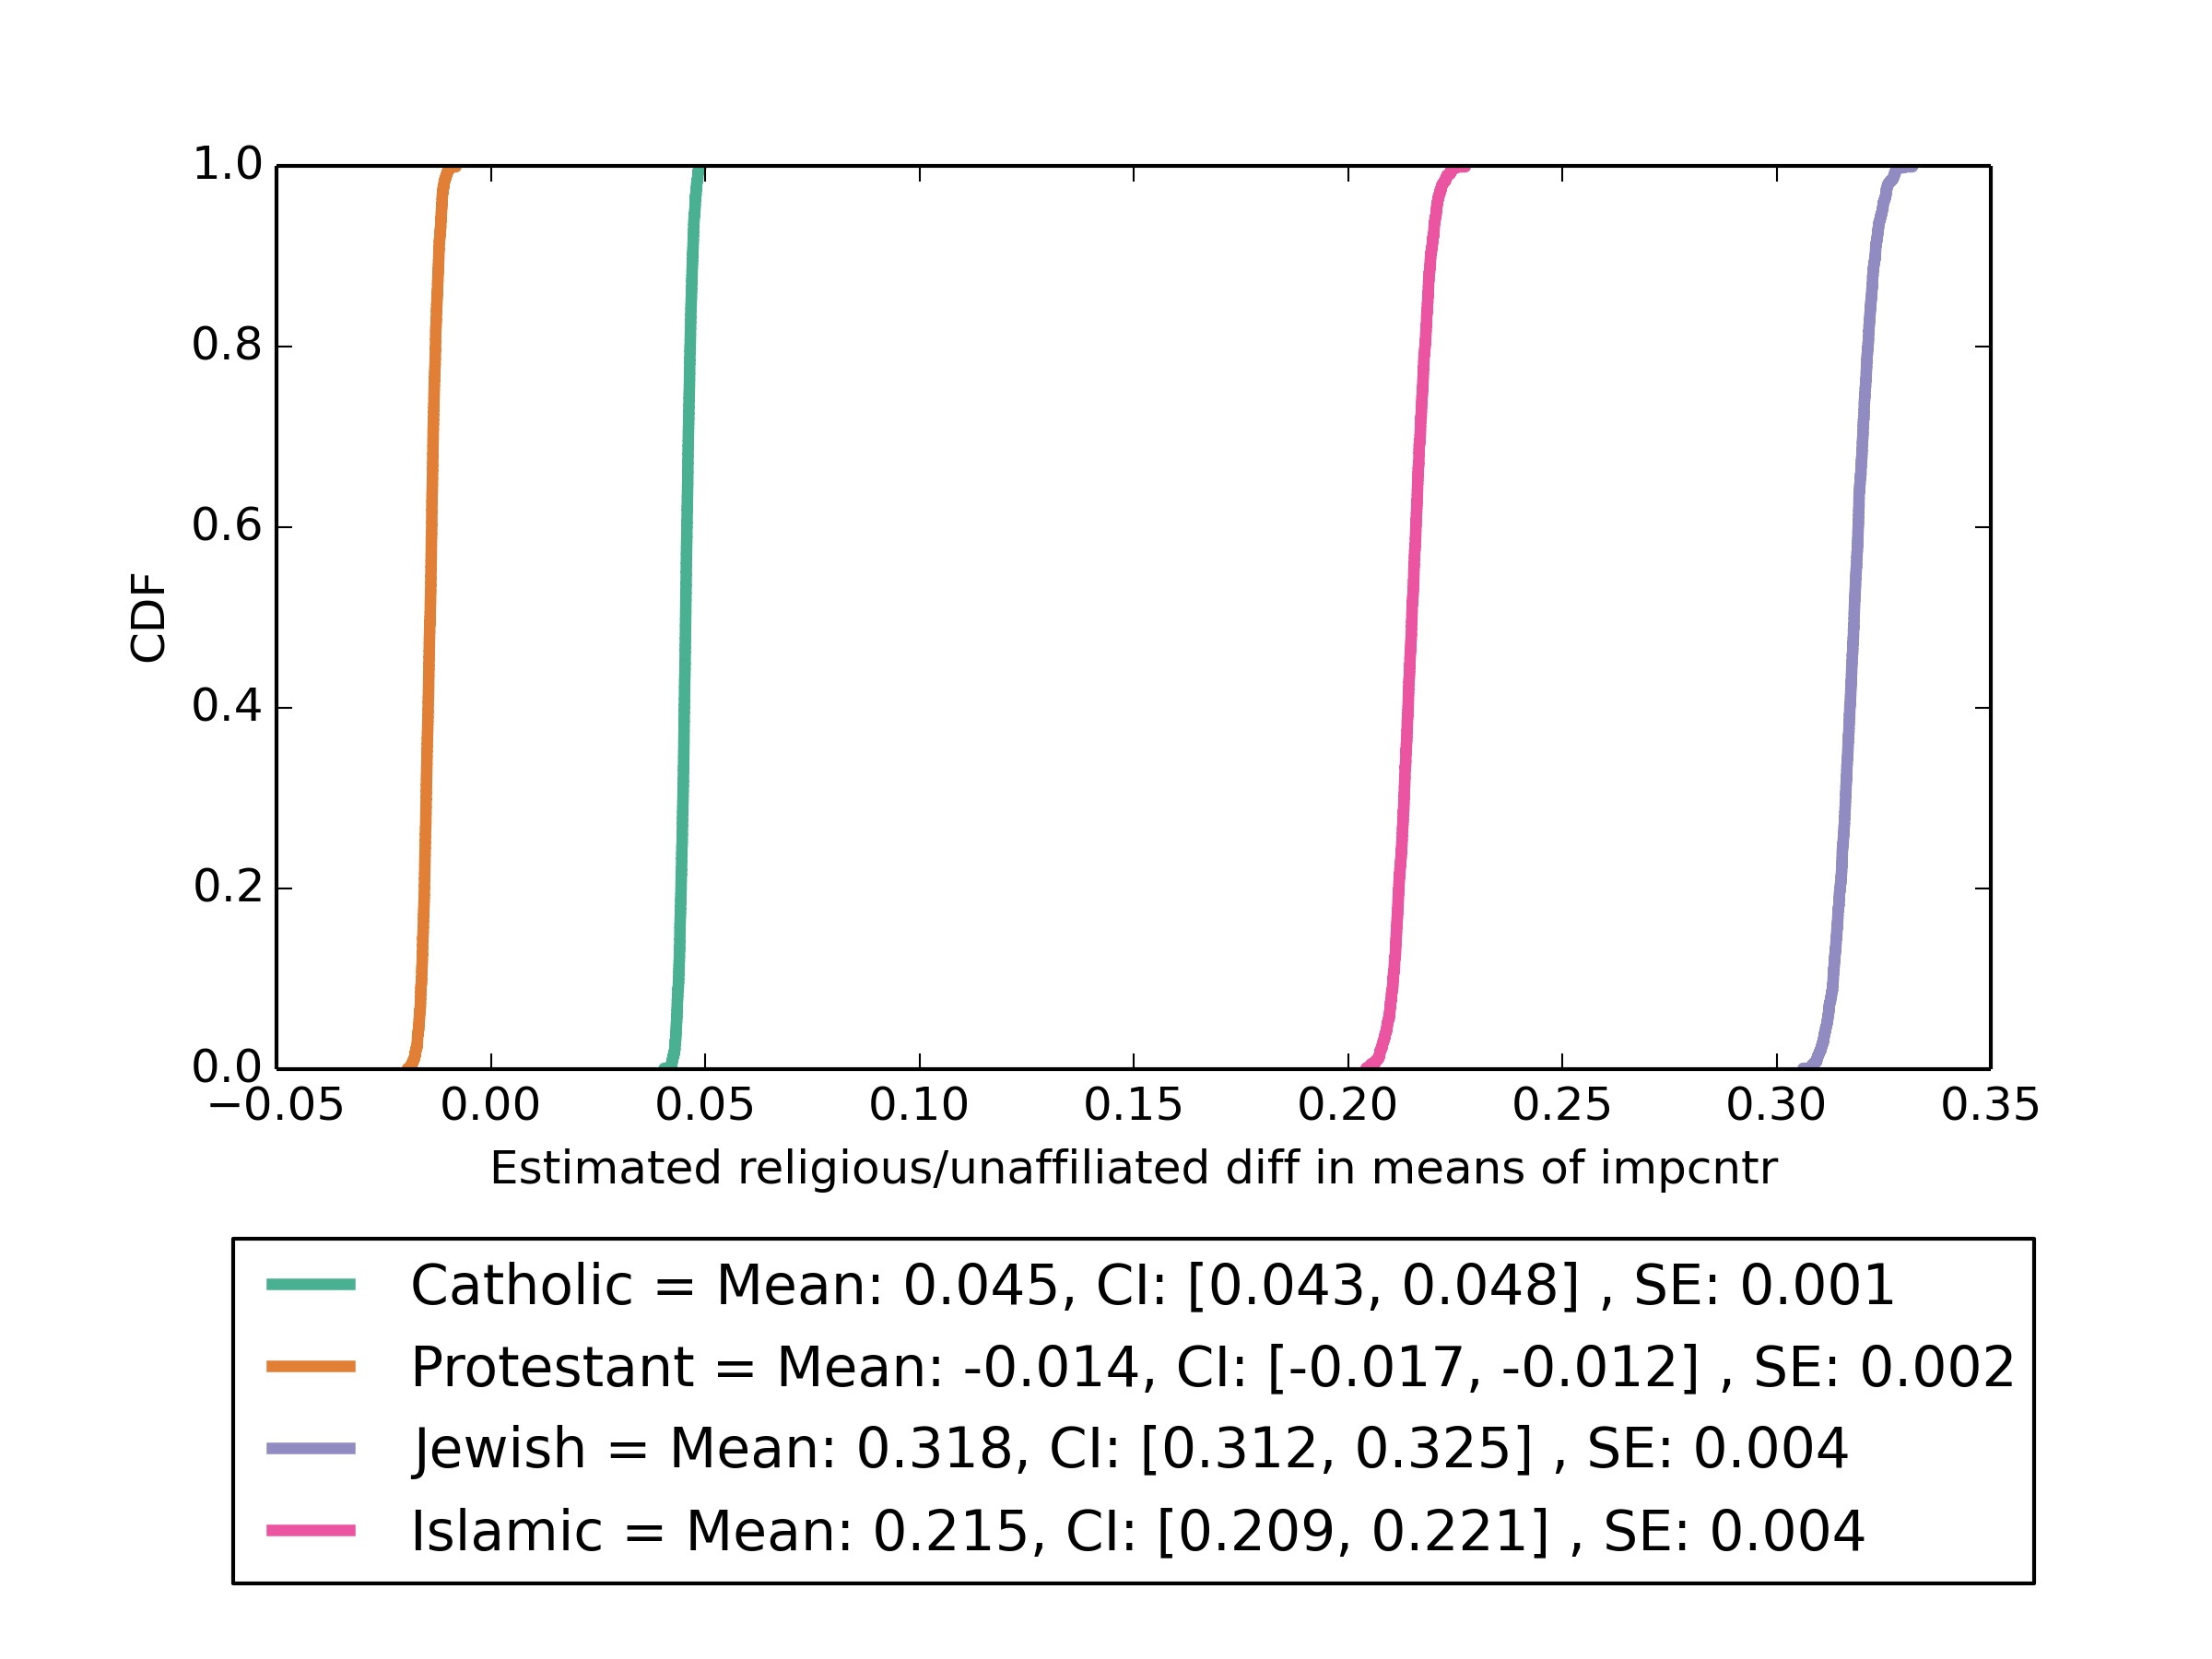 1.0
0.8
0.6
0.4
0.2
0.0
CDF
−0.05 0.00 0.05 0.10 0.15 0.20 0.25 0.30 0.35
Estimated religious/unaffiliated diff in means of impcntr
Catholic = Mean: 0.045, CI: [0.043, 0.048] , SE: 0.001
Protestant = Mean: -0.014, CI: [-0.017, -0.012] , SE: 0.002
Jewish = Mean: 0.318, CI: [0.312, 0.325] , SE: 0.004
Islamic = Mean: 0.215, CI: [0.209, 0.221] , SE: 0.004